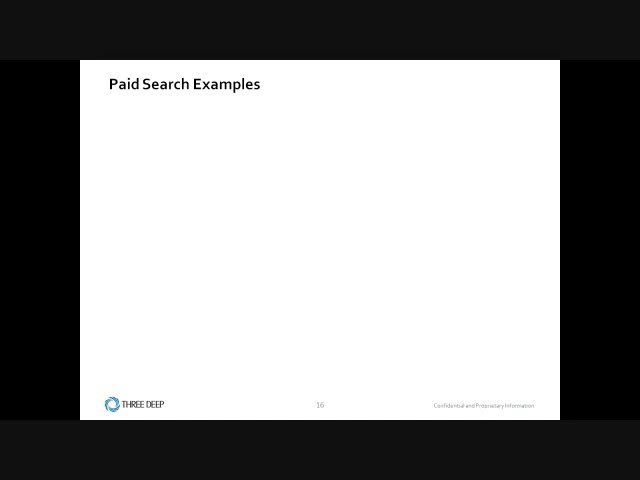 Paid Search Examples
THREE DEEP
16
Confidential and Proprietary Information